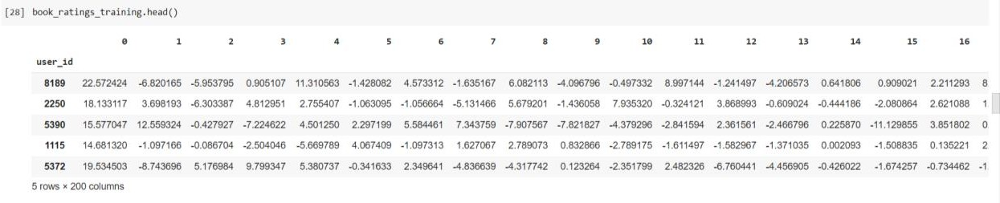 [28] book_ratings_training.head()
0 1 2 3 4 5 6 7 8 9 10 11 12 13 14 15 16
user_id
8189 22.572424 -6.820165 -5.953795 0.905107 11.310563 -1.428082 4.573312 -1.635167 6.082113 -4.096796 -0.497332 8.997144 -1.241497 -4.206573 0.641806 0.909021 2.211293 8
2250 18.133117 3.698193 -6.303387 4.812951 2.755407 -1.063095 -1.056664 -5.131466 5.679201 -1.436058 7.935320 -0.324121 3.868993 -0.609024 -0.444186 -2.080864 2.621088 1
5390 15.577047 12.559324 -0.427927 -7.224622 4.501250 2.297199 5.584461 7.343759 -7.907567 -7.821827 -4.379296 -2.841594 2.361561 -2.466796 0.225870 -11.129855 3.851802 0
1115 14.681320 -1.097166 -0.086704 -2.504046 -5.669789 4.067409 -1.097313 1.627067 2.789073 0.832866 -2.789175 -1.611497 -1.582967 -1.371035 0.002093 -1.508835 0.135221 2
5372 19.534503 -8.743696 5.176984 9.799347 5.380737 -0.341633 2.349641 -4.836639 -4.317742 0.123264 -2.351799 2.482326 -6.760441 -4.456905 -0.426022 -1.674257 -0.734462 -1
5 rows × 200 columns